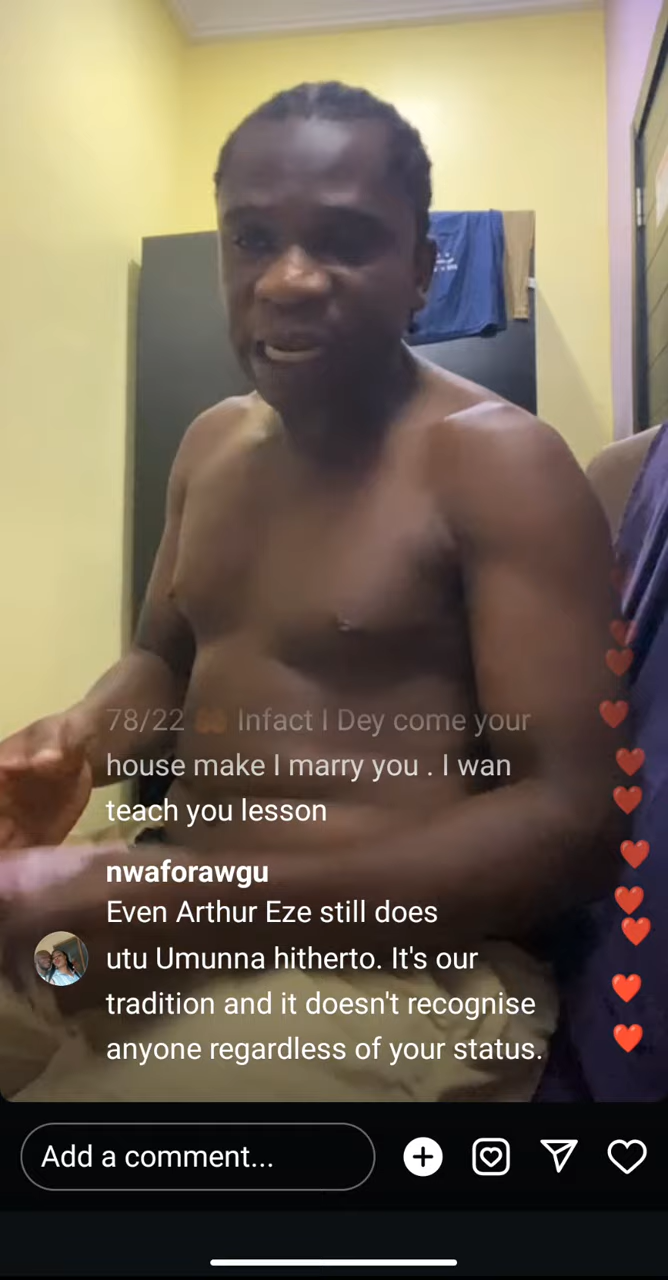 78/22 🤲🏾 Infact I Dey come your
house make I marry you . I wan
teach you lesson
nwaforawgu
Even Arthur Eze still does
utu Umunna hitherto. It's our
tradition and it doesn't recognise
anyone regardless of your status.
Add a comment...